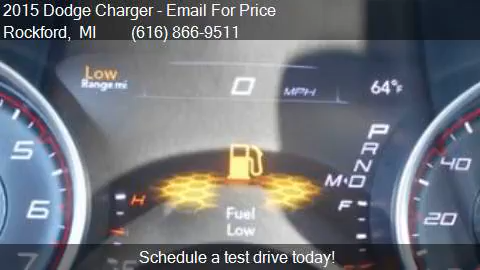 2015 Dodge Charger - Email For Price
Rockford, MI (616) 866-9511
Low
Range mi
0 MPH
64°F
P
R
N
M·D
5
6
7
H
F
40
20
Fuel
Low
Schedule a test drive today!